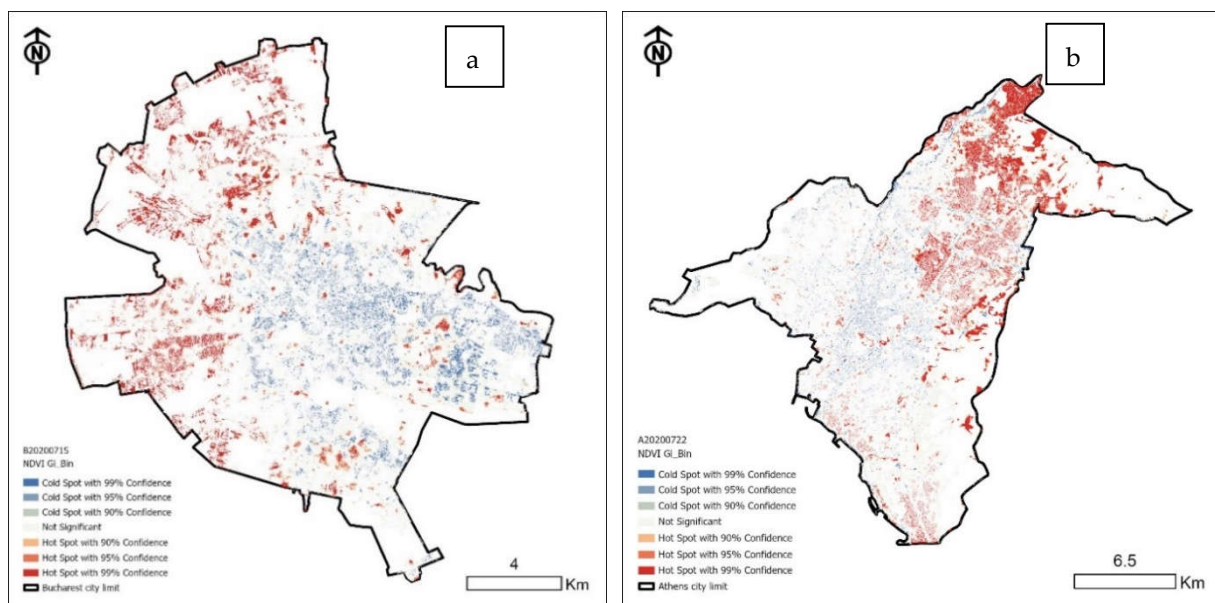 N
a
B20200715
NDVI Gi_Bin
Cold Spot with 99% Confidence
Cold Spot with 95% Confidence
Cold Spot with 90% Confidence
Not Significant
Hot Spot with 90% Confidence
Hot Spot with 95% Confidence
Hot Spot with 99% Confidence
Bucharest city limit
4
Km
N
b
A20200722
NDVI Gi_Bin
Cold Spot with 99% Confidence
Cold Spot with 95% Confidence
Cold Spot with 90% Confidence
Not Significant
Hot Spot with 90% Confidence
Hot Spot with 95% Confidence
Hot Spot with 99% Confidence
Athens city limit
6.5
Km